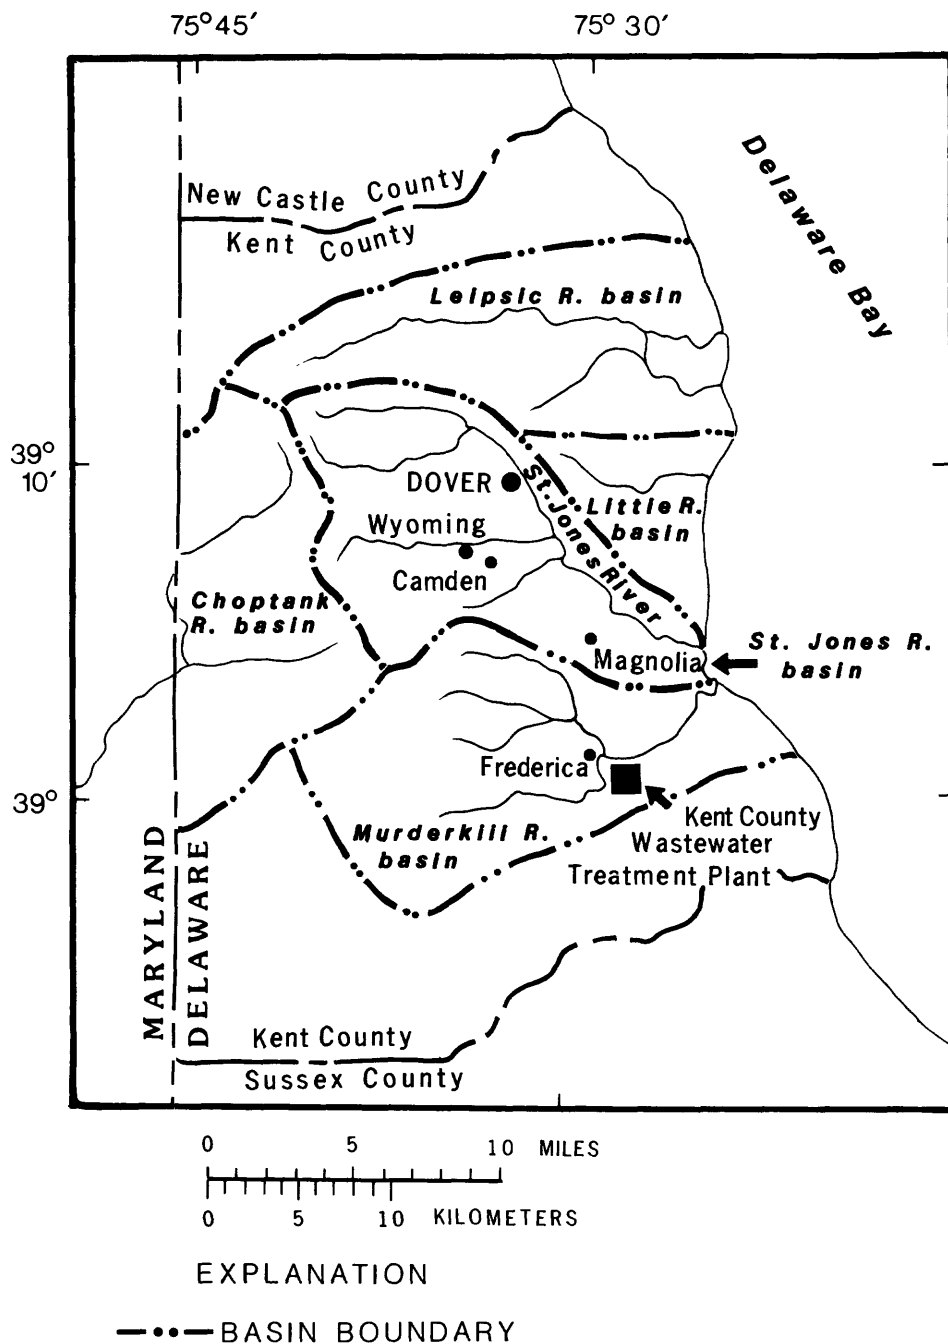 75°45′
75°30′
Delaware Bay
New Castle County
Kent County
Leipsic R. basin
39°
10′
DOVER
St. Jones River
Little R.
basin
Wyoming
Camden
Choptank
R. basin
Magnolia
St. Jones R.
basin
Frederica
39°
Kent County
Wastewater
Treatment Plant
Murderkill R.
basin
MARYLAND
DELAWARE
Kent County
Sussex County
0 5 10 MILES
0 5 10 KILOMETERS
EXPLANATION
BASIN BOUNDARY